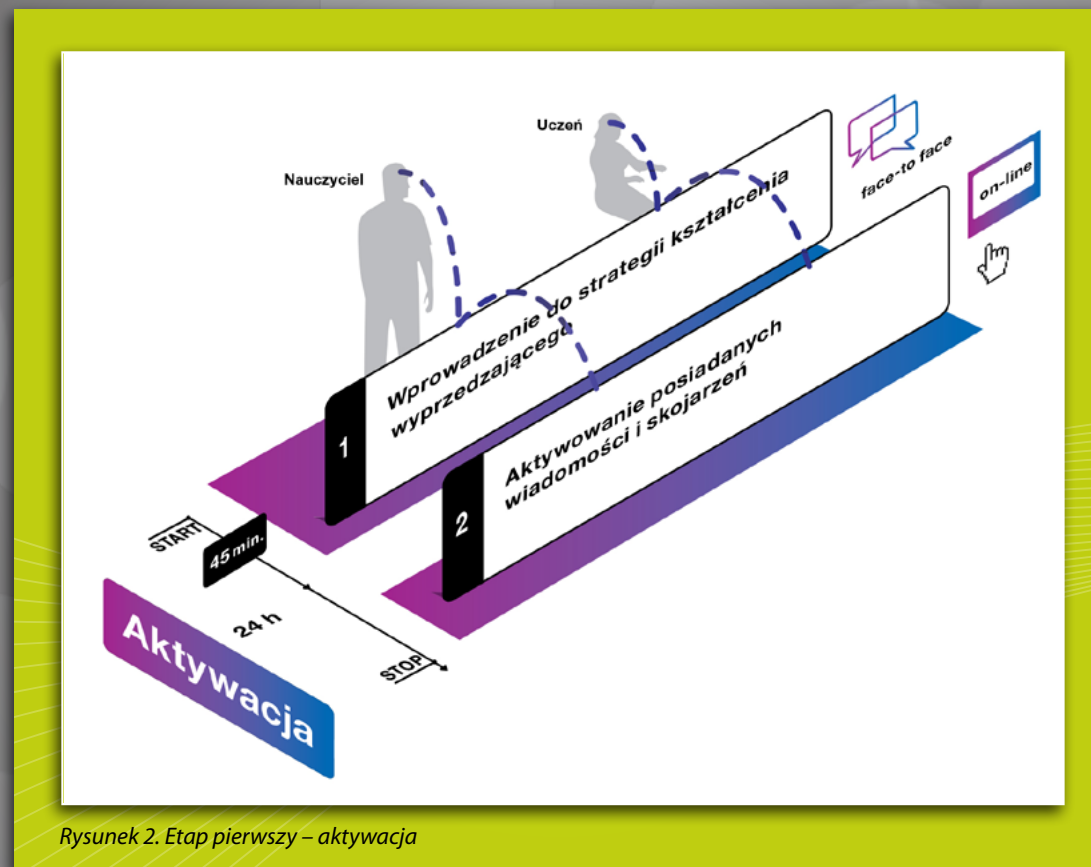 Nauczyciel
Uczeń
face-to face
on-line
1
Wprowadzenie do strategii kształcenia
wyprzedzającego
2
Aktywowanie posiadanych
wiadomości i skojarzeń
START
45 min.
24 h
STOP
Aktywacja
Rysunek 2. Etap pierwszy – aktywacja